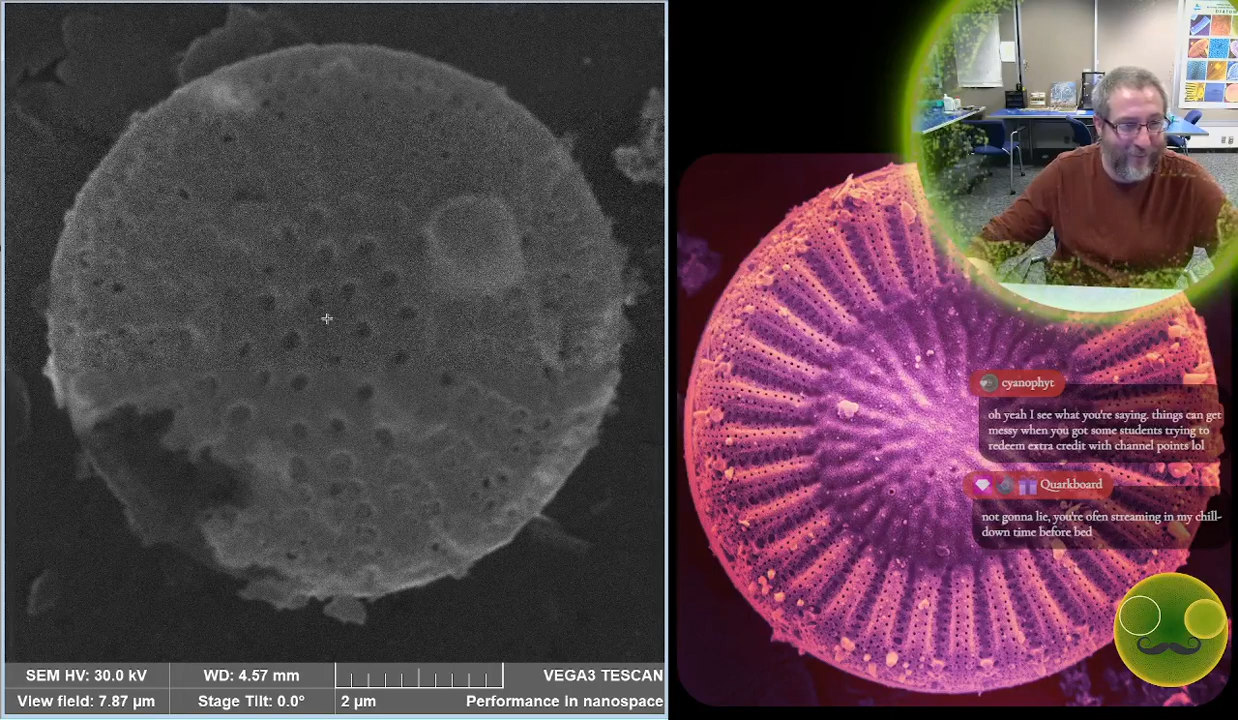 cyanophyt
oh yeah I see what you're saying. things can get
messy when you got some students trying to
redeem extra credit with channel points lol
Quarkboard
not gonna lie, you're ofen streaming in my chill-
down time before bed
SEM HV: 30.0 kV
WD: 4.57 mm
VEGA3 TESCAN
View field: 7.87 µm
Stage Tilt: 0.0°
2 µm
Performance in nanospace